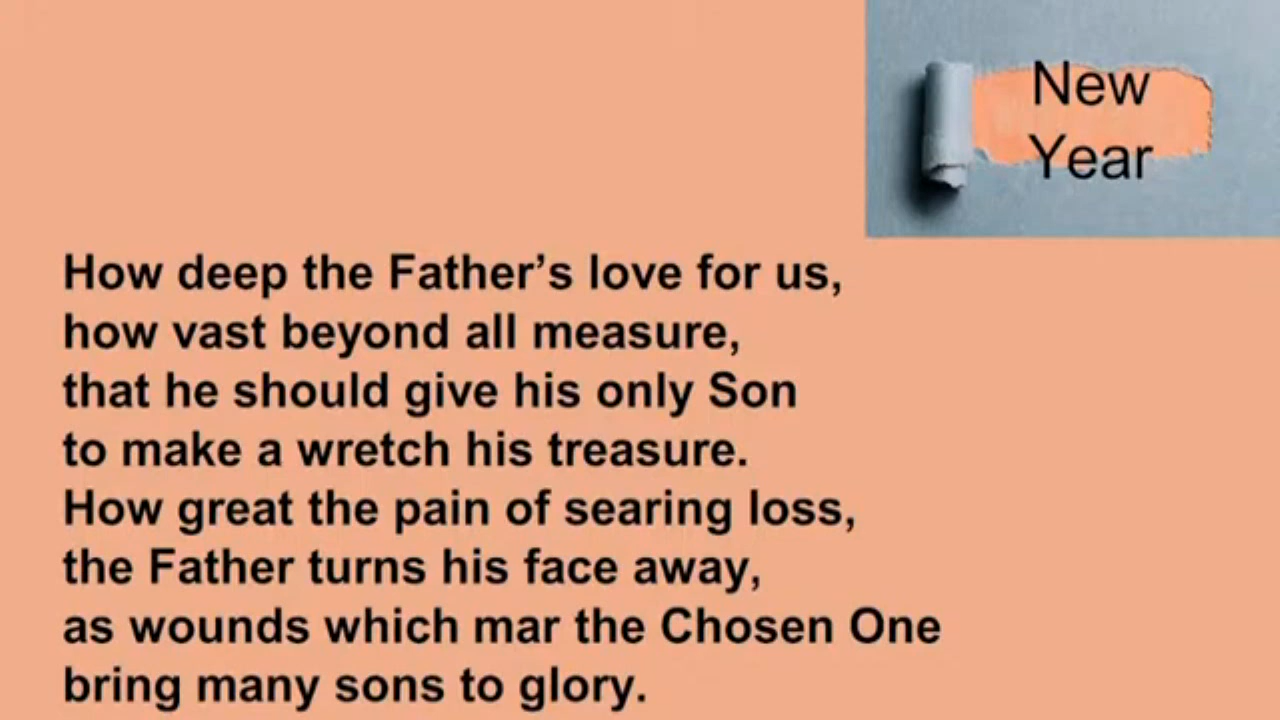 New
Year
How deep the Father’s love for us,
how vast beyond all measure,
that he should give his only Son
to make a wretch his treasure.
How great the pain of searing loss,
the Father turns his face away,
as wounds which mar the Chosen One
bring many sons to glory.